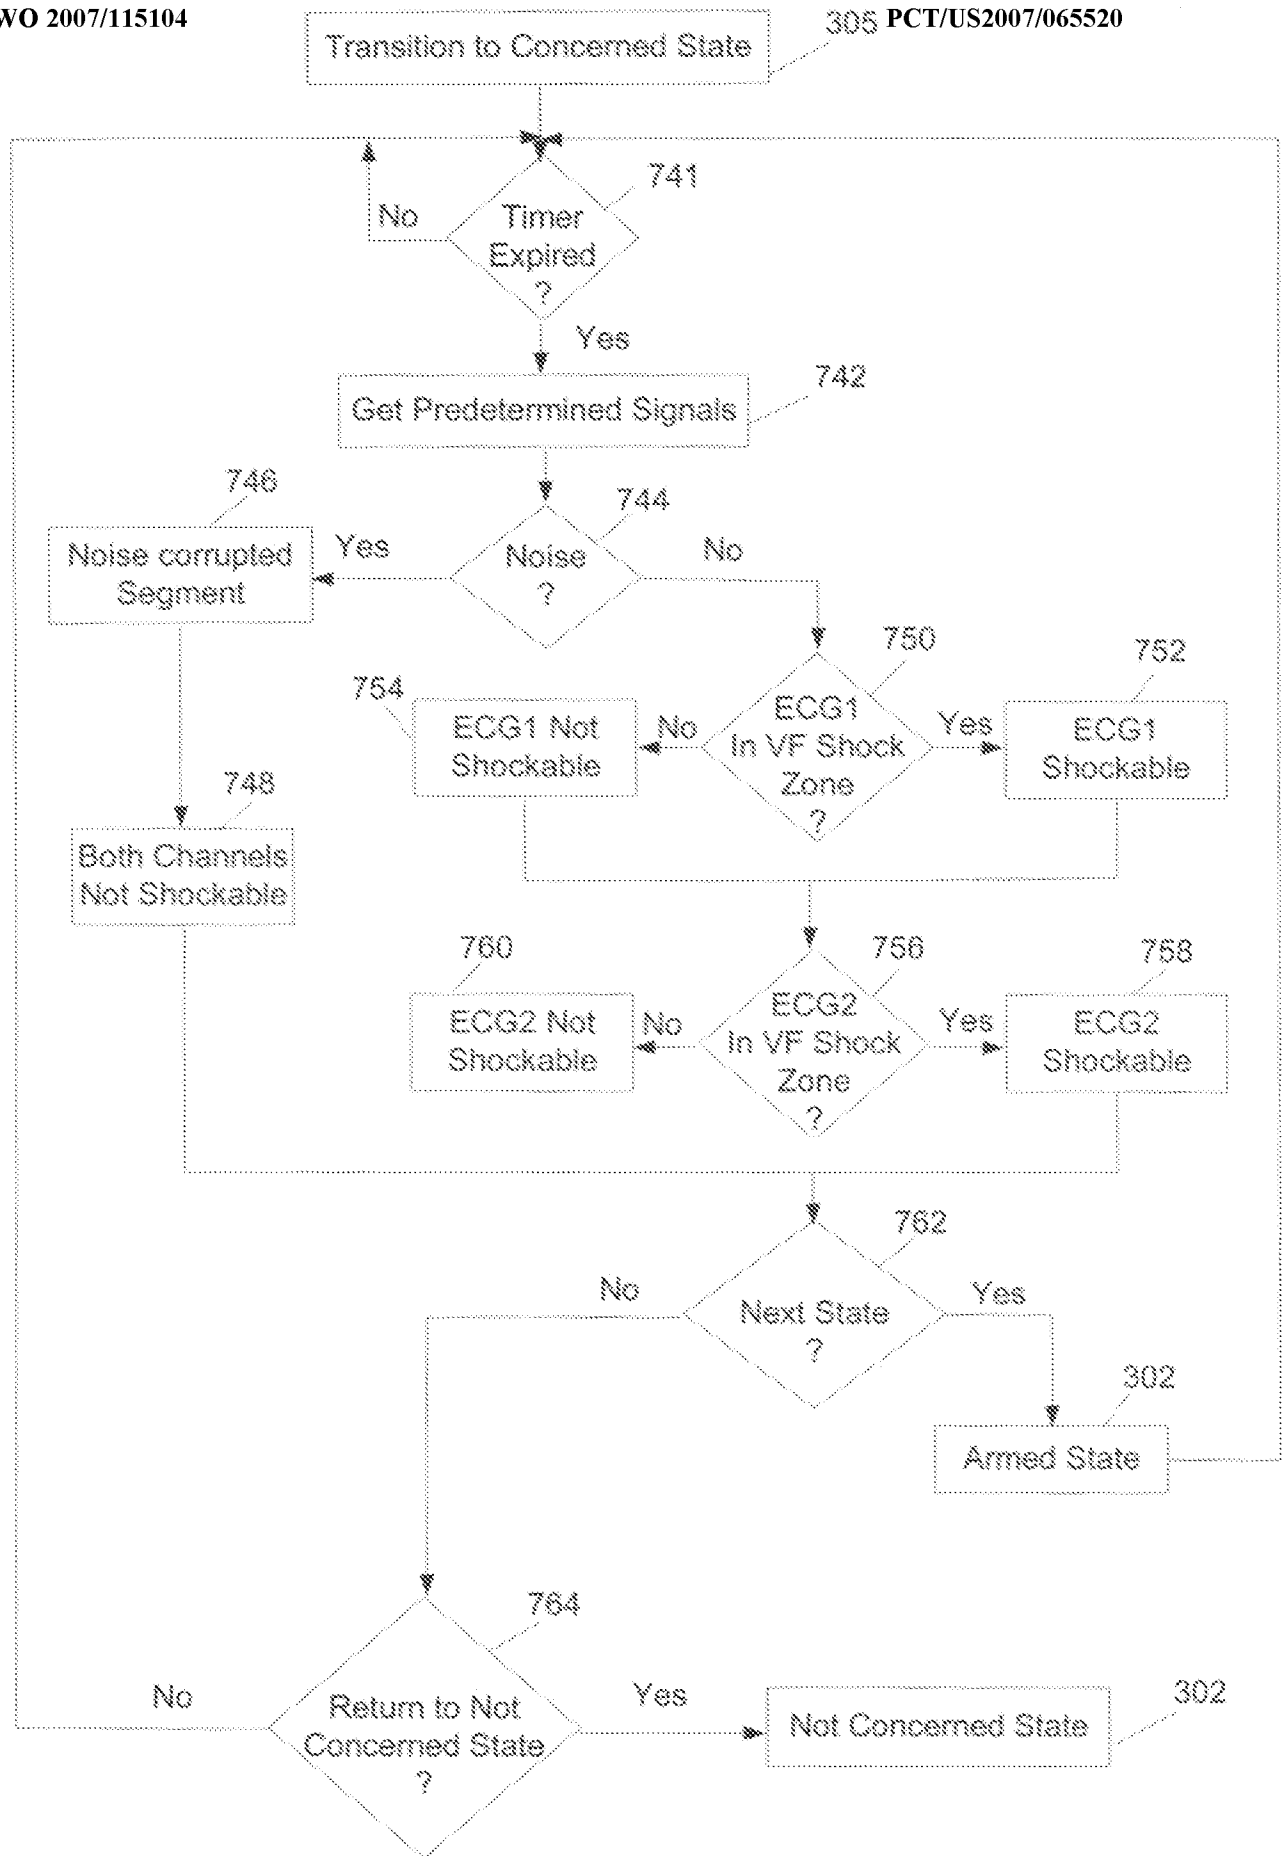 WO 2007/115104
305 PCT/US2007/065520
Transition to Concerned State
741
Timer
Expired
?
No
Yes
742
Get Predetermined Signals
746
744
Noise corrupted
Segment
Yes
Noise
?
No
750
752
754
ECG1 Not
Shockable
No
ECG1
In VF Shock
Zone
?
Yes
ECG1
Shockable
748
Both Channels
Not Shockable
760
756
758
ECG2 Not
Shockable
No
ECG2
In VF Shock
Zone
?
Yes
ECG2
Shockable
762
No
Next State
?
Yes
302
Armed State
764
No
Return to Not
Concerned State
?
Yes
302
Not Concerned State